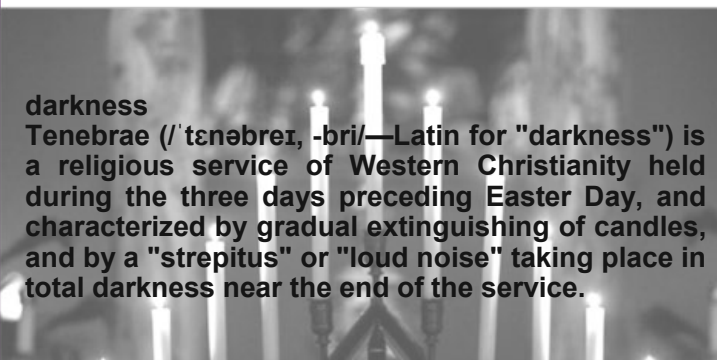 darkness
Tenebrae (/ˈtɛnəbreɪ, -bri/—Latin for "darkness") is
a religious service of Western Christianity held
during the three days preceding Easter Day, and
characterized by gradual extinguishing of candles,
and by a "strepitus" or "loud noise" taking place in
total darkness near the end of the service.